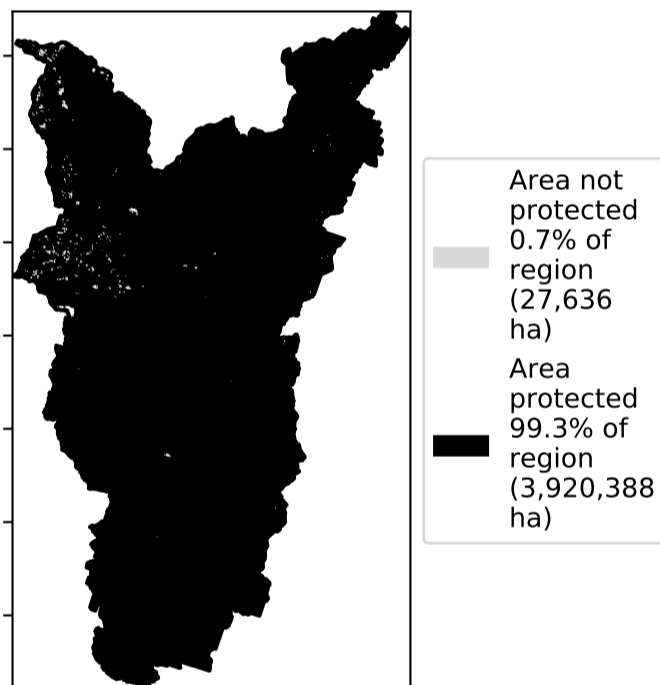 Area not
protected
0.7% of
region
(27,636
ha)
Area
protected
99.3% of
region
(3,920,388
ha)